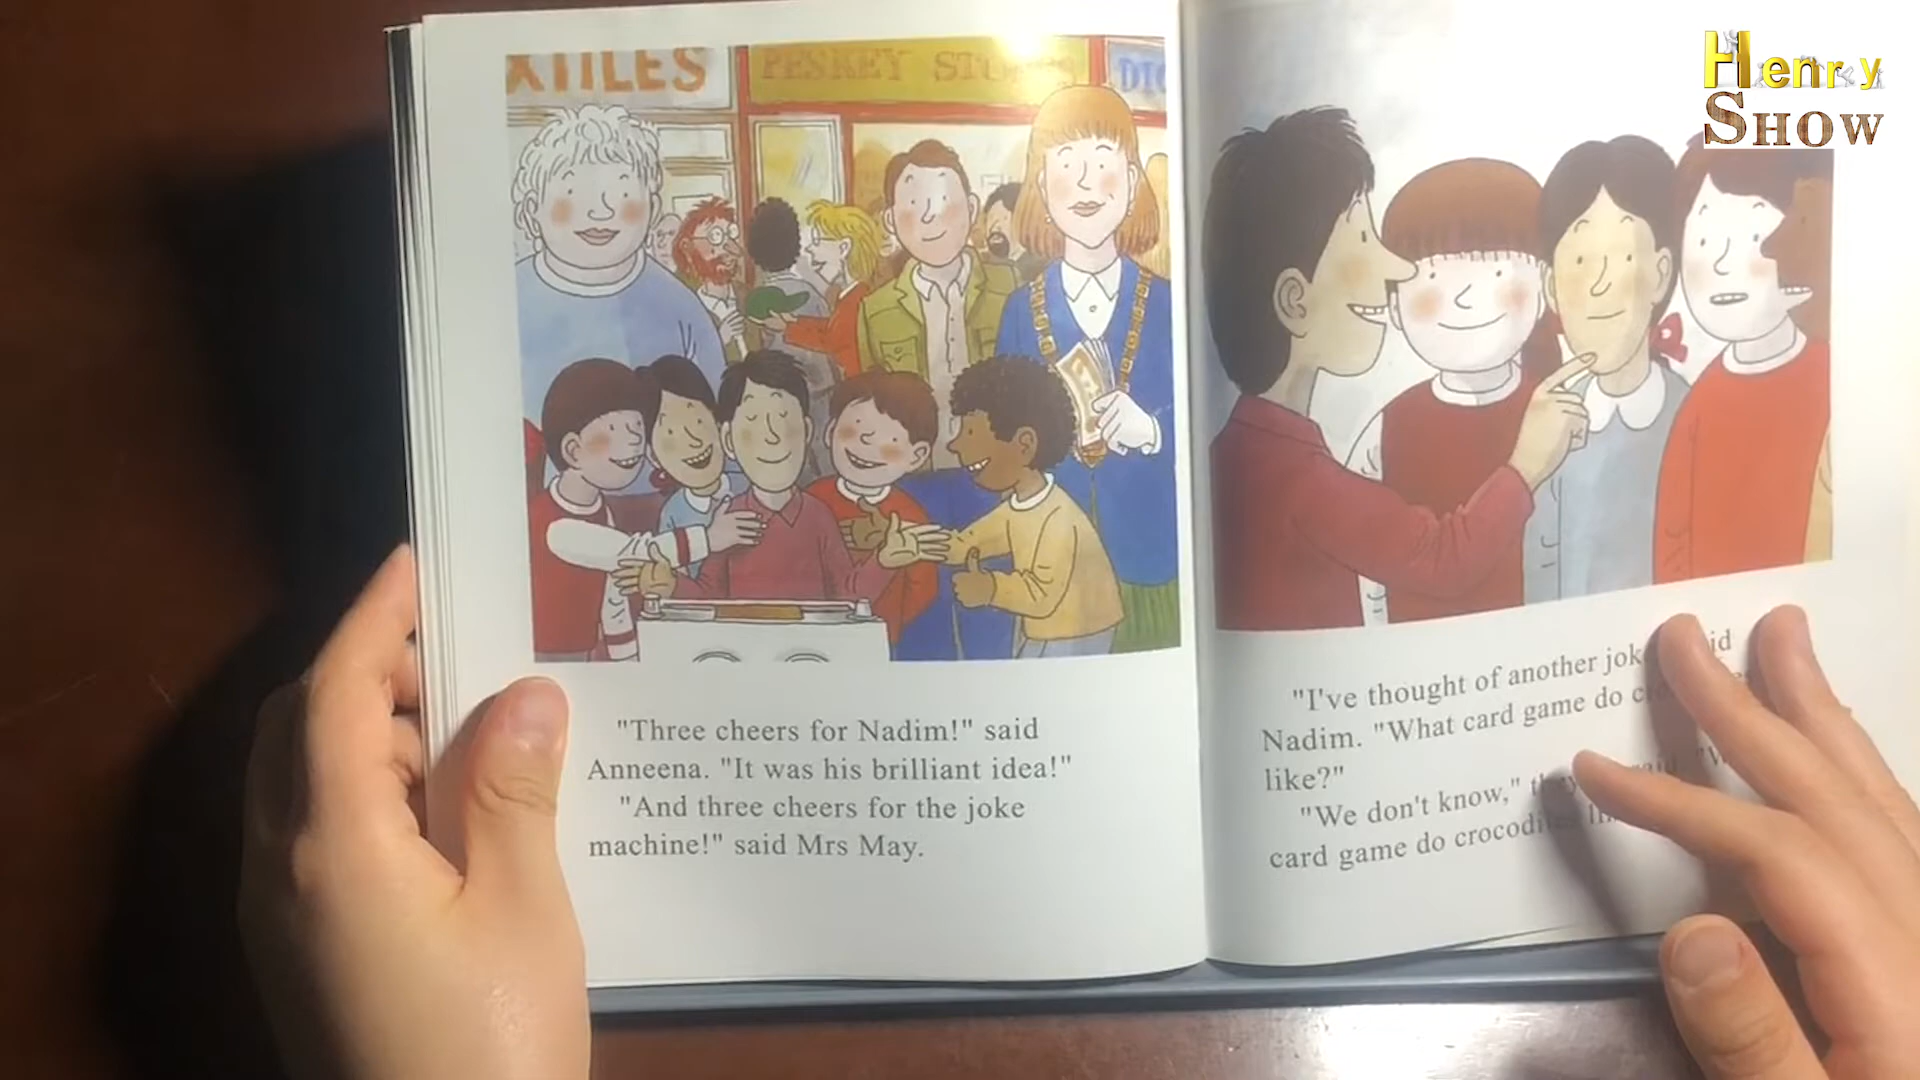 XTILES
PESKEY
Henry
SHOW
"Three cheers for Nadim!" said
Anneena. "It was his brilliant idea!"
"And three cheers for the joke
machine!" said Mrs May.
"I've thought of another
Nadim. "What card game do
like?"
"We don't know,"
card game do